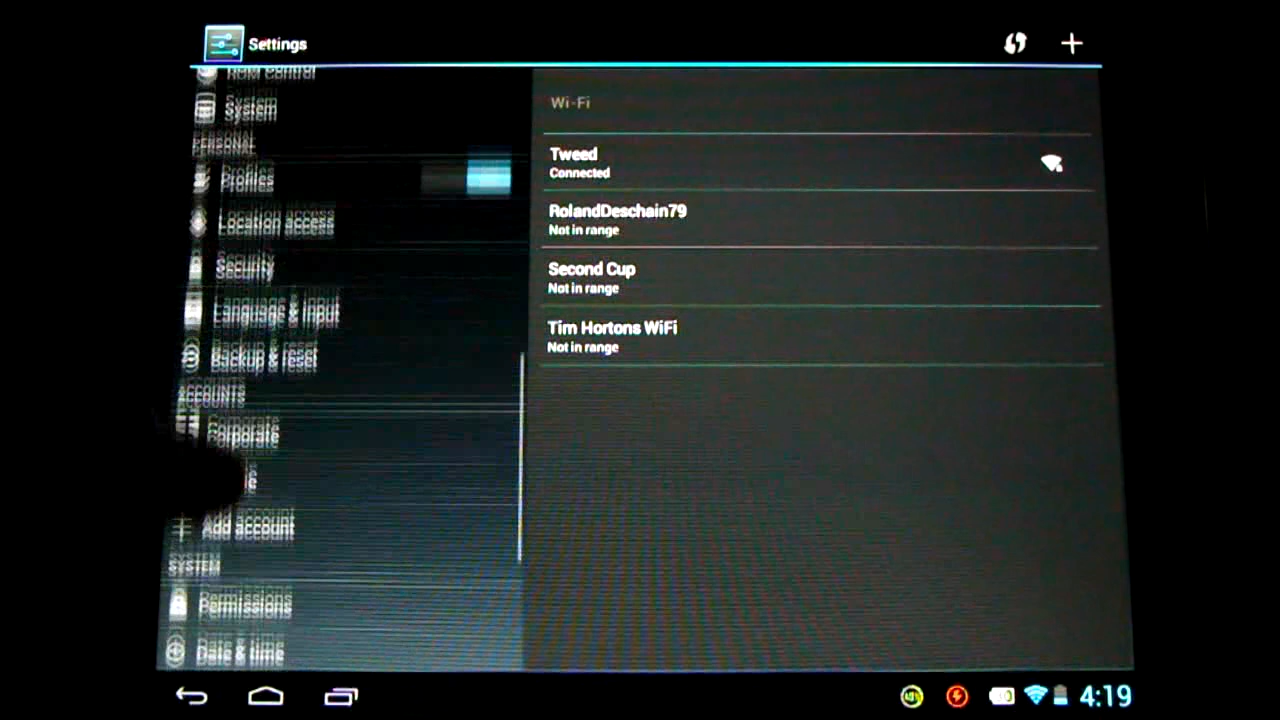 Settings
ROM Control
System
PERSONAL
Profiles
Location access
Security
Language & input
Backup & reset
ACCOUNTS
Corporate
Add account
SYSTEM
Permissions
Date & time
Wi-Fi
Tweed
Connected
RolandDeschain79
Not in range
Second Cup
Not in range
Tim Hortons WiFi
Not in range
4:19